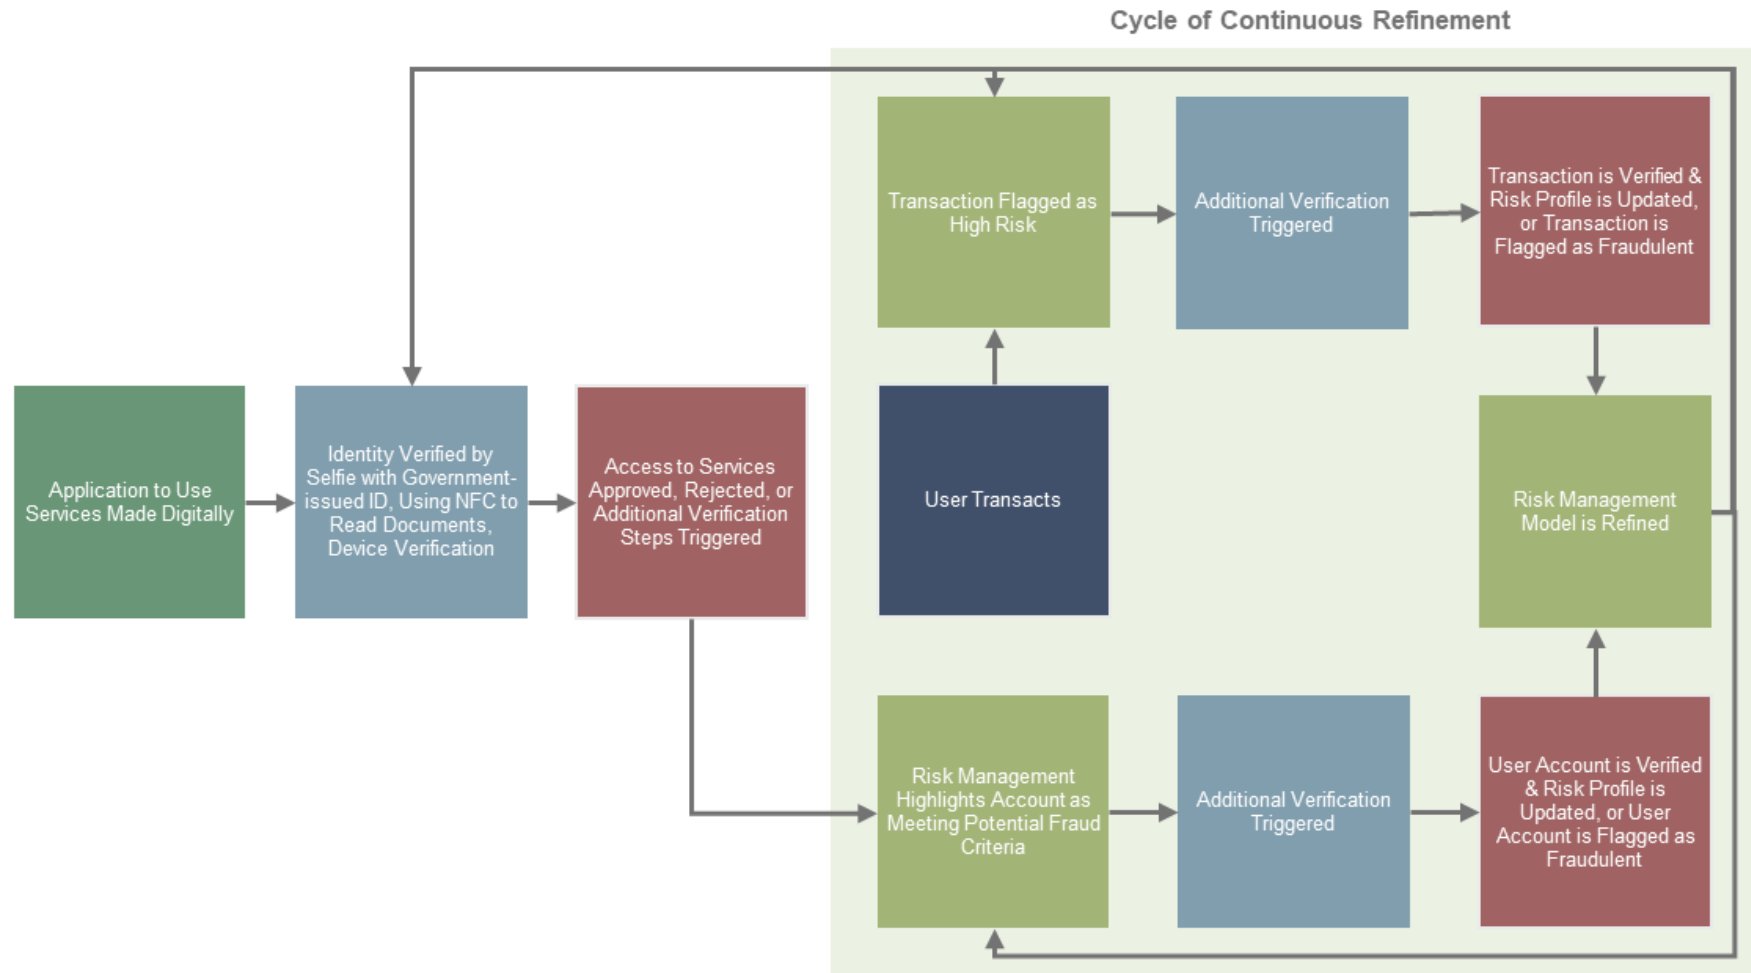 Cycle of Continuous Refinement
Transaction Flagged as
High Risk
Additional Verification
Triggered
Transaction is Verified &
Risk Profile is Updated,
or Transaction is
Flagged as Fraudulent
Application to Use
Services Made Digitally
Identity Verified by
Selfie with Government-
issued ID, Using NFC to
Read Documents,
Device Verification
Access to Services
Approved, Rejected, or
Additional Verification
Steps Triggered
User Transacts
Risk Management
Model is Refined
Risk Management
Highlights Account as
Meeting Potential Fraud
Criteria
Additional Verification
Triggered
User Account is Verified
& Risk Profile is
Updated, or User
Account is Flagged as
Fraudulent